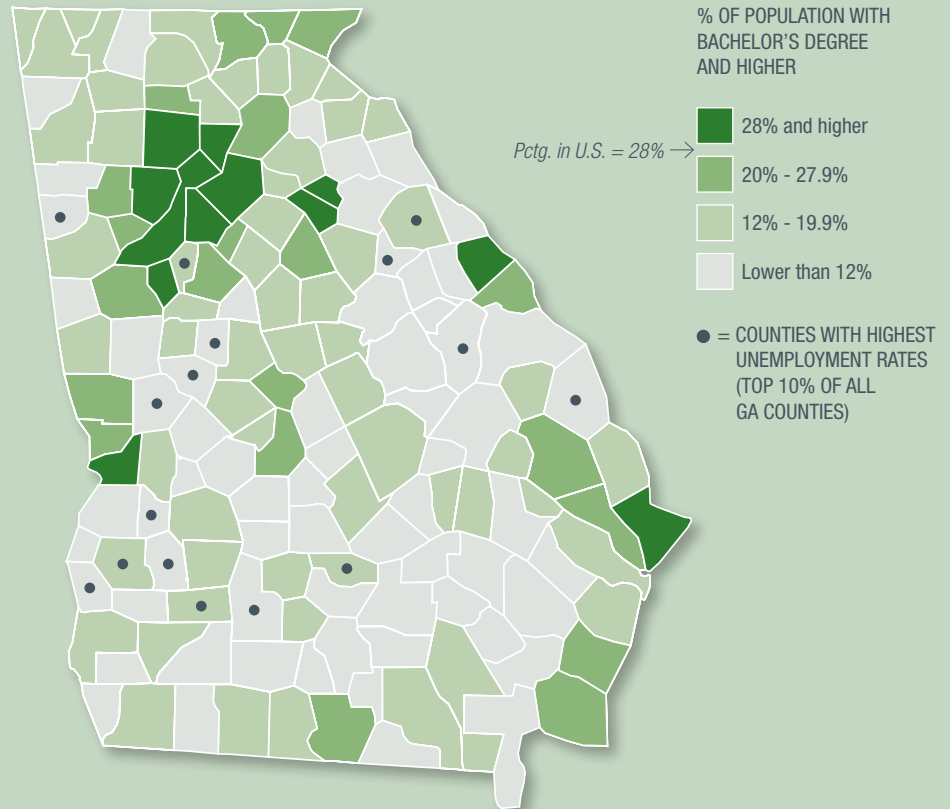 % OF POPULATION WITH
BACHELOR'S DEGREE
AND HIGHER
28% and higher
Pctg. in U.S. = 28%
20% - 27.9%
12% - 19.9%
Lower than 12%
= COUNTIES WITH HIGHEST
UNEMPLOYMENT RATES
(TOP 10% OF ALL
GA COUNTIES)